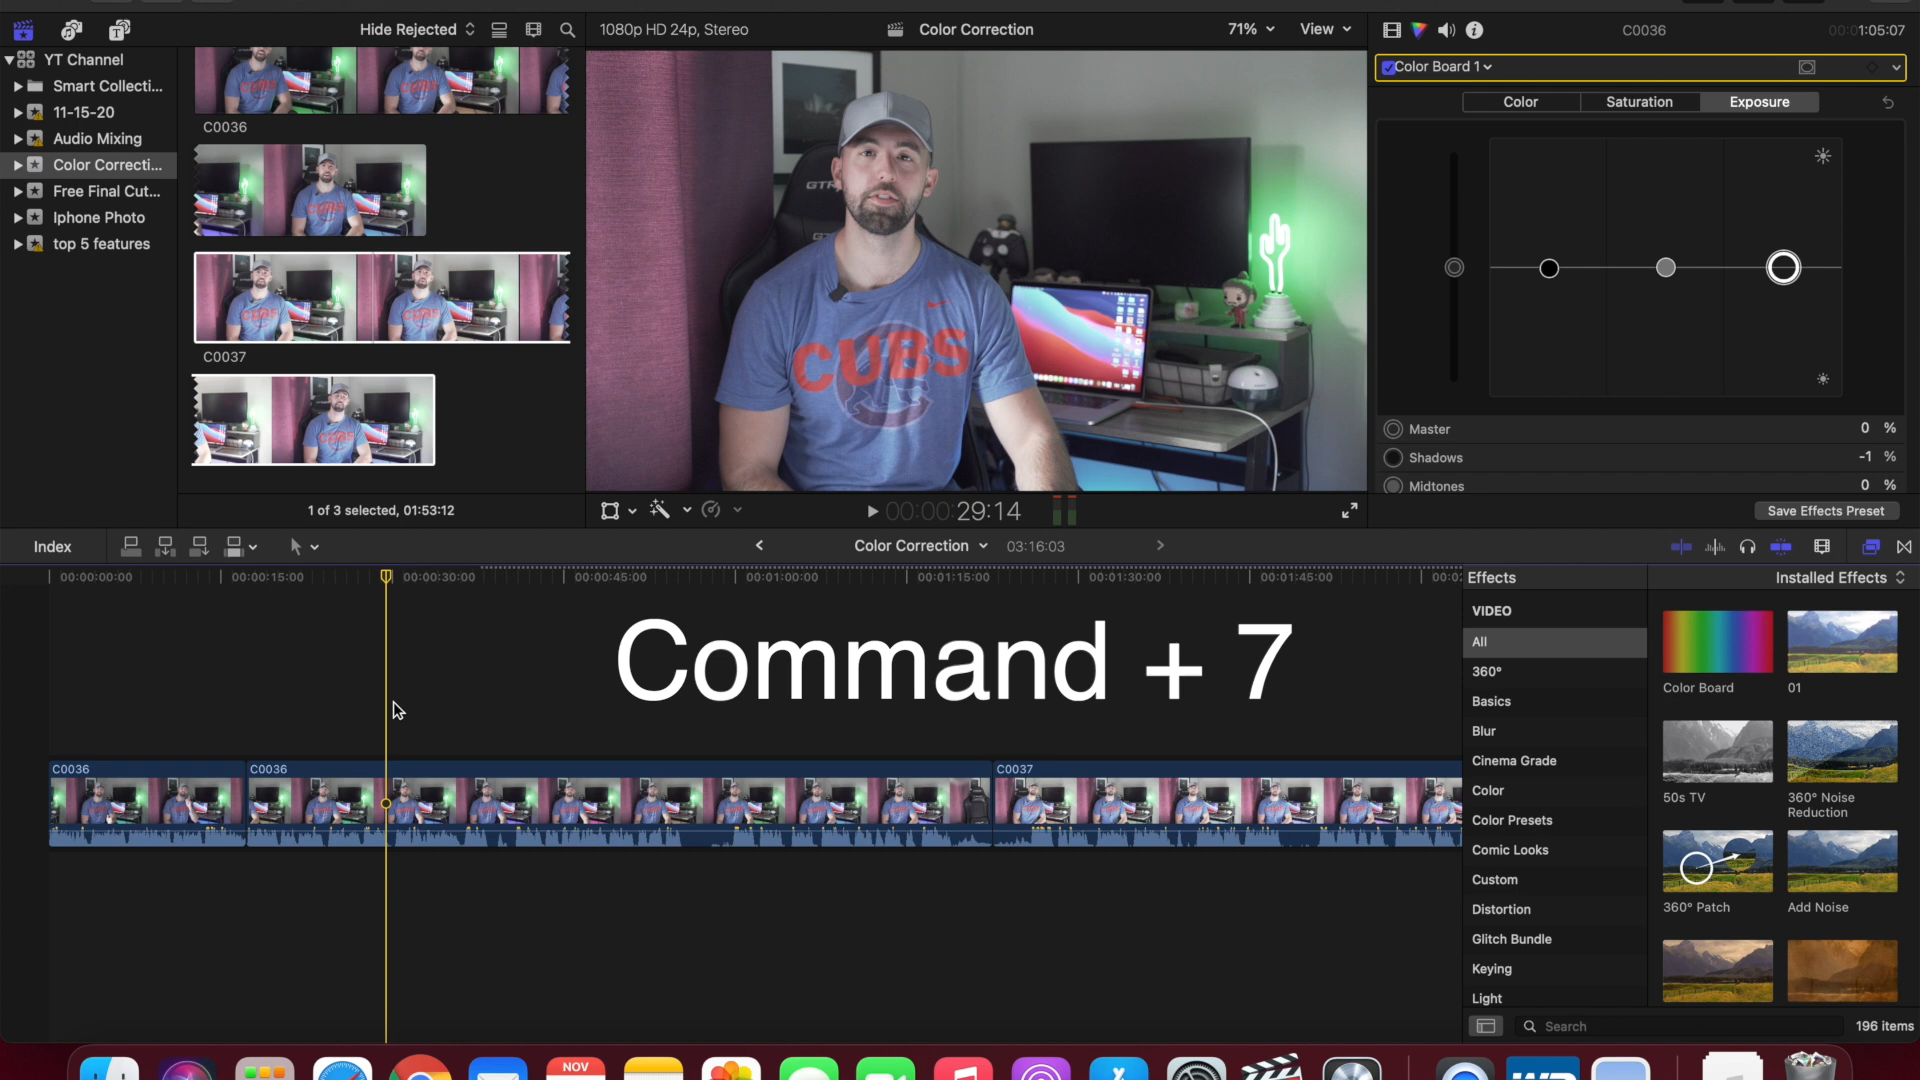 Hide Rejected
1080p HD 24p, Stereo
Color Correction
71%
View
C0036
00:01:05:07
YT Channel
Smart Collecti...
11-15-20
Audio Mixing
Color Correcti...
Free Final Cut...
Iphone Photo
top 5 features
C0036
C0037
1 of 3 selected, 01:53:12
GTR
CUBS
00:00:00:29:14
Color Board 1
Color
Saturation
Exposure
Master
0 %
Shadows
-1 %
Midtones
0 %
Save Effects Preset
Index
Color Correction
03:16:03
00:00:00:00
00:00:15:00
00:00:30:00
00:00:45:00
00:01:00:00
00:01:15:00
00:01:30:00
00:01:45:00
Command + 7
C0036
C0036
C0037
Effects
Installed Effects
VIDEO
All
360°
Basics
Blur
Cinema Grade
Color
Color Presets
Comic Looks
Custom
Distortion
Glitch Bundle
Keying
Light
Color Board
01
50s TV
360° Noise
Reduction
360° Patch
Add Noise
Search
196 items
NOV